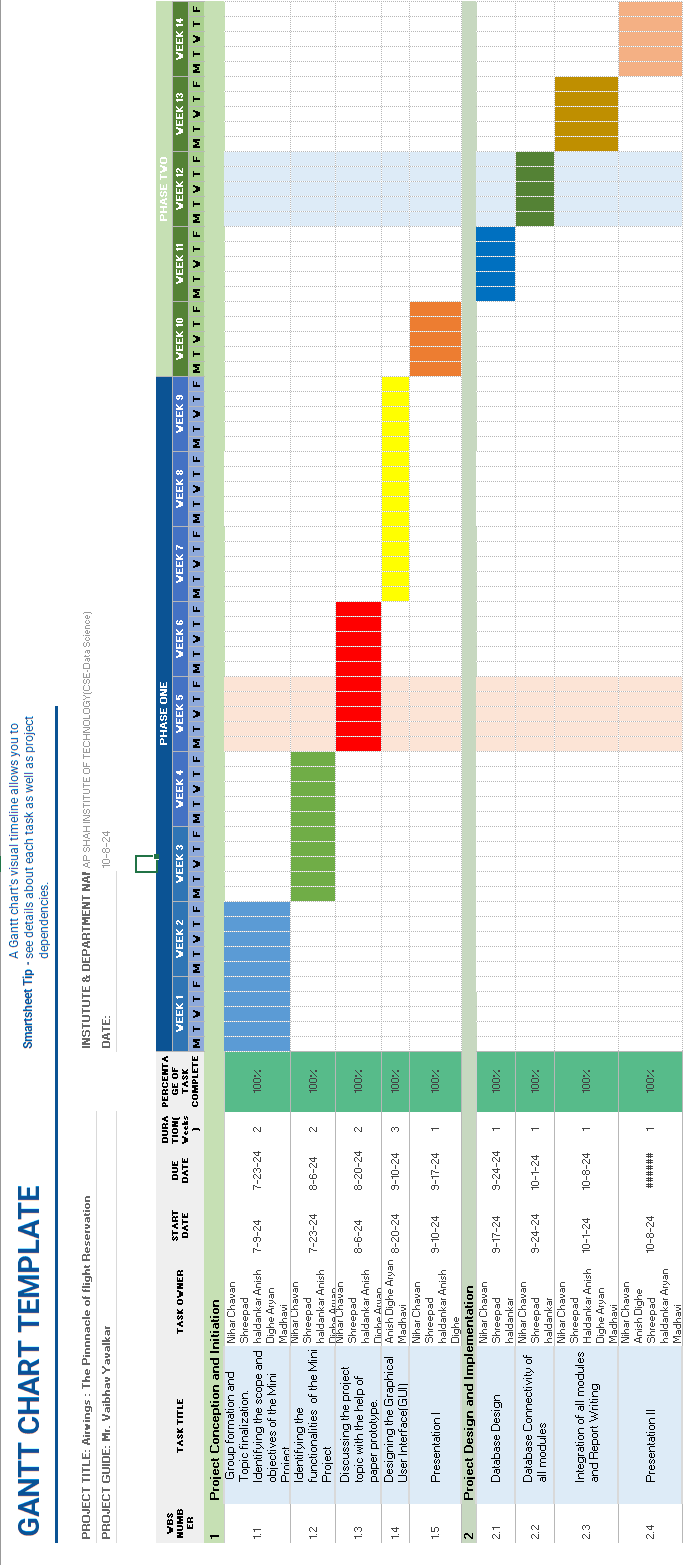 GANTT CHART TEMPLATE
A Gantt chart's visual timeline allows you to
Smartsheet Tip - see details about each task as well as project
dependencies.
PROJECT TITLE: Airwings : The Pinnnacle of flight Reservation
INSTUTUTE & DEPARTMENT NAI
AP SHAH INSTITUTE OF TECHNOLOGY(CSE-Data Science)
PROJECT GUIDE: Mr. Vaibhav Yavalkar
DATE:
10-8-24
PHASE ONE
PHASE TWO
WBS
NUMB
ER
TASK TITLE
TASK OWNER
START
DATE
DUE
DATE
DURA
TION(
Weeks
)
PERCENTA
GE OF
TASK
COMPLETE
WEEK 1
WEEK 2
WEEK 3
WEEK 4
WEEK 5
WEEK 6
WEEK 7
WEEK 8
WEEK 9
WEEK 10
WEEK 11
WEEK 12
WEEK 13
WEEK 14
M T W T F M T W T F M T W T F M T W T F M T W T F M T W T F M T W T F M T W T F M T W T F M T W T F M T W T F M T W T F M T W T F M T W T F
1 Project Conception and Initiation
1.1
Group formation and
Topic finalization.
Identifying the scope and
objectives of the Mini
Project
Nihar Chavan
Shreepad
haldankar Anish
Dighe Aryan
Madhavi
7-9-24
7-23-24
2
100%
1.2
Identifying the
functionalities of the Mini
Project
Nihar Chavan
Shreepad
haldankar Anish
Dighe Aryan
7-23-24
8-6-24
2
100%
1.3
Discussing the project
topic with the help of
paper prototype.
Nihar Chavan
Shreepad
haldankar Anish
Dighe Aryan
8-6-24
8-20-24
2
100%
1.4
Designing the Graphical
User Interface(GUI)
Anish Dighe Aryan
Madhavi
8-20-24
9-10-24
3
100%
1.5
Presentation I
Nihar Chavan
Shreepad
haldankar Anish
Dighe
9-10-24
9-17-24
1
100%
2 Project Design and Implementation
2.1
Database Design
Nihar Chavan
Shreepad
haldankar
9-17-24
9-24-24
1
100%
2.2
Database Connectivity of
all modules
Nihar Chavan
Shreepad
haldankar
9-24-24
10-1-24
1
100%
2.3
Integration of all modules
and Report Writing
Nihar Chavan
Shreepad
Haldankar Anish
Dighe Aryan
Madhavi
10-1-24
10-8-24
1
100%
2.4
Presentation II
Nihar Chavan
Anish Dighe
Shreepad
haldankar Aryan
Madhavi
10-8-24
######
1
100%